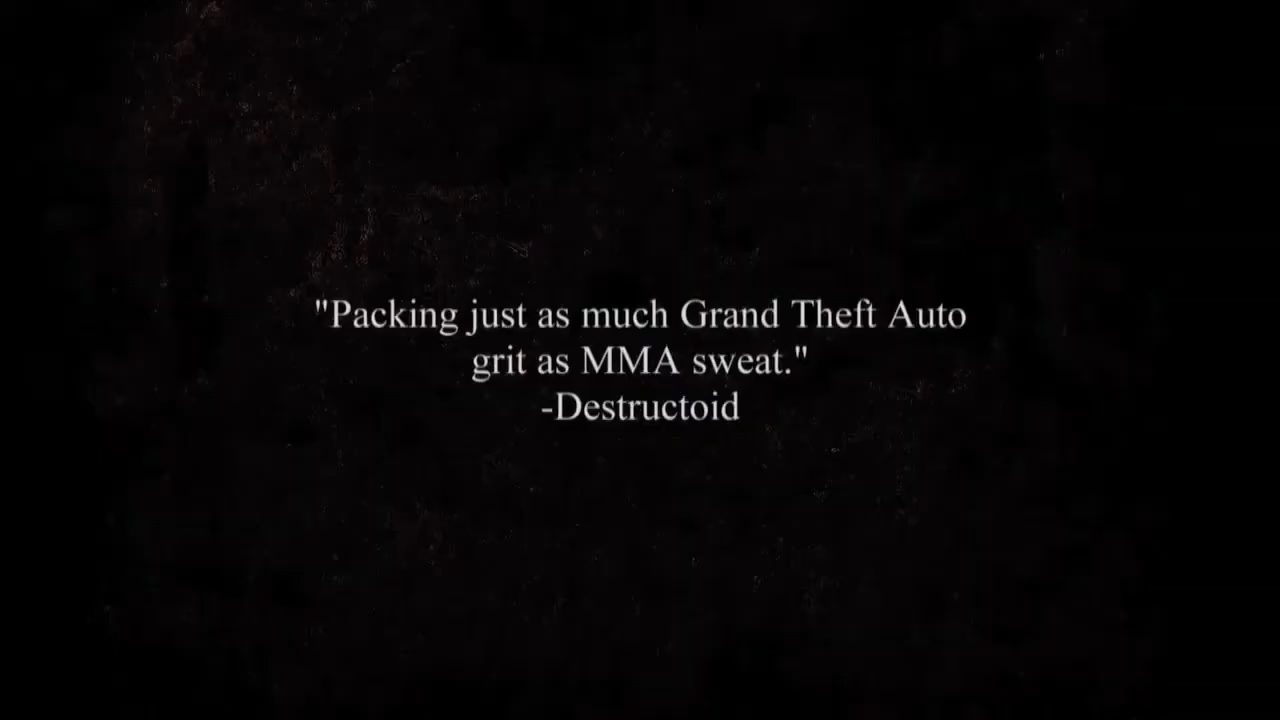 "Packing just as much Grand Theft Auto
grit as MMA sweat."
-Destructoid